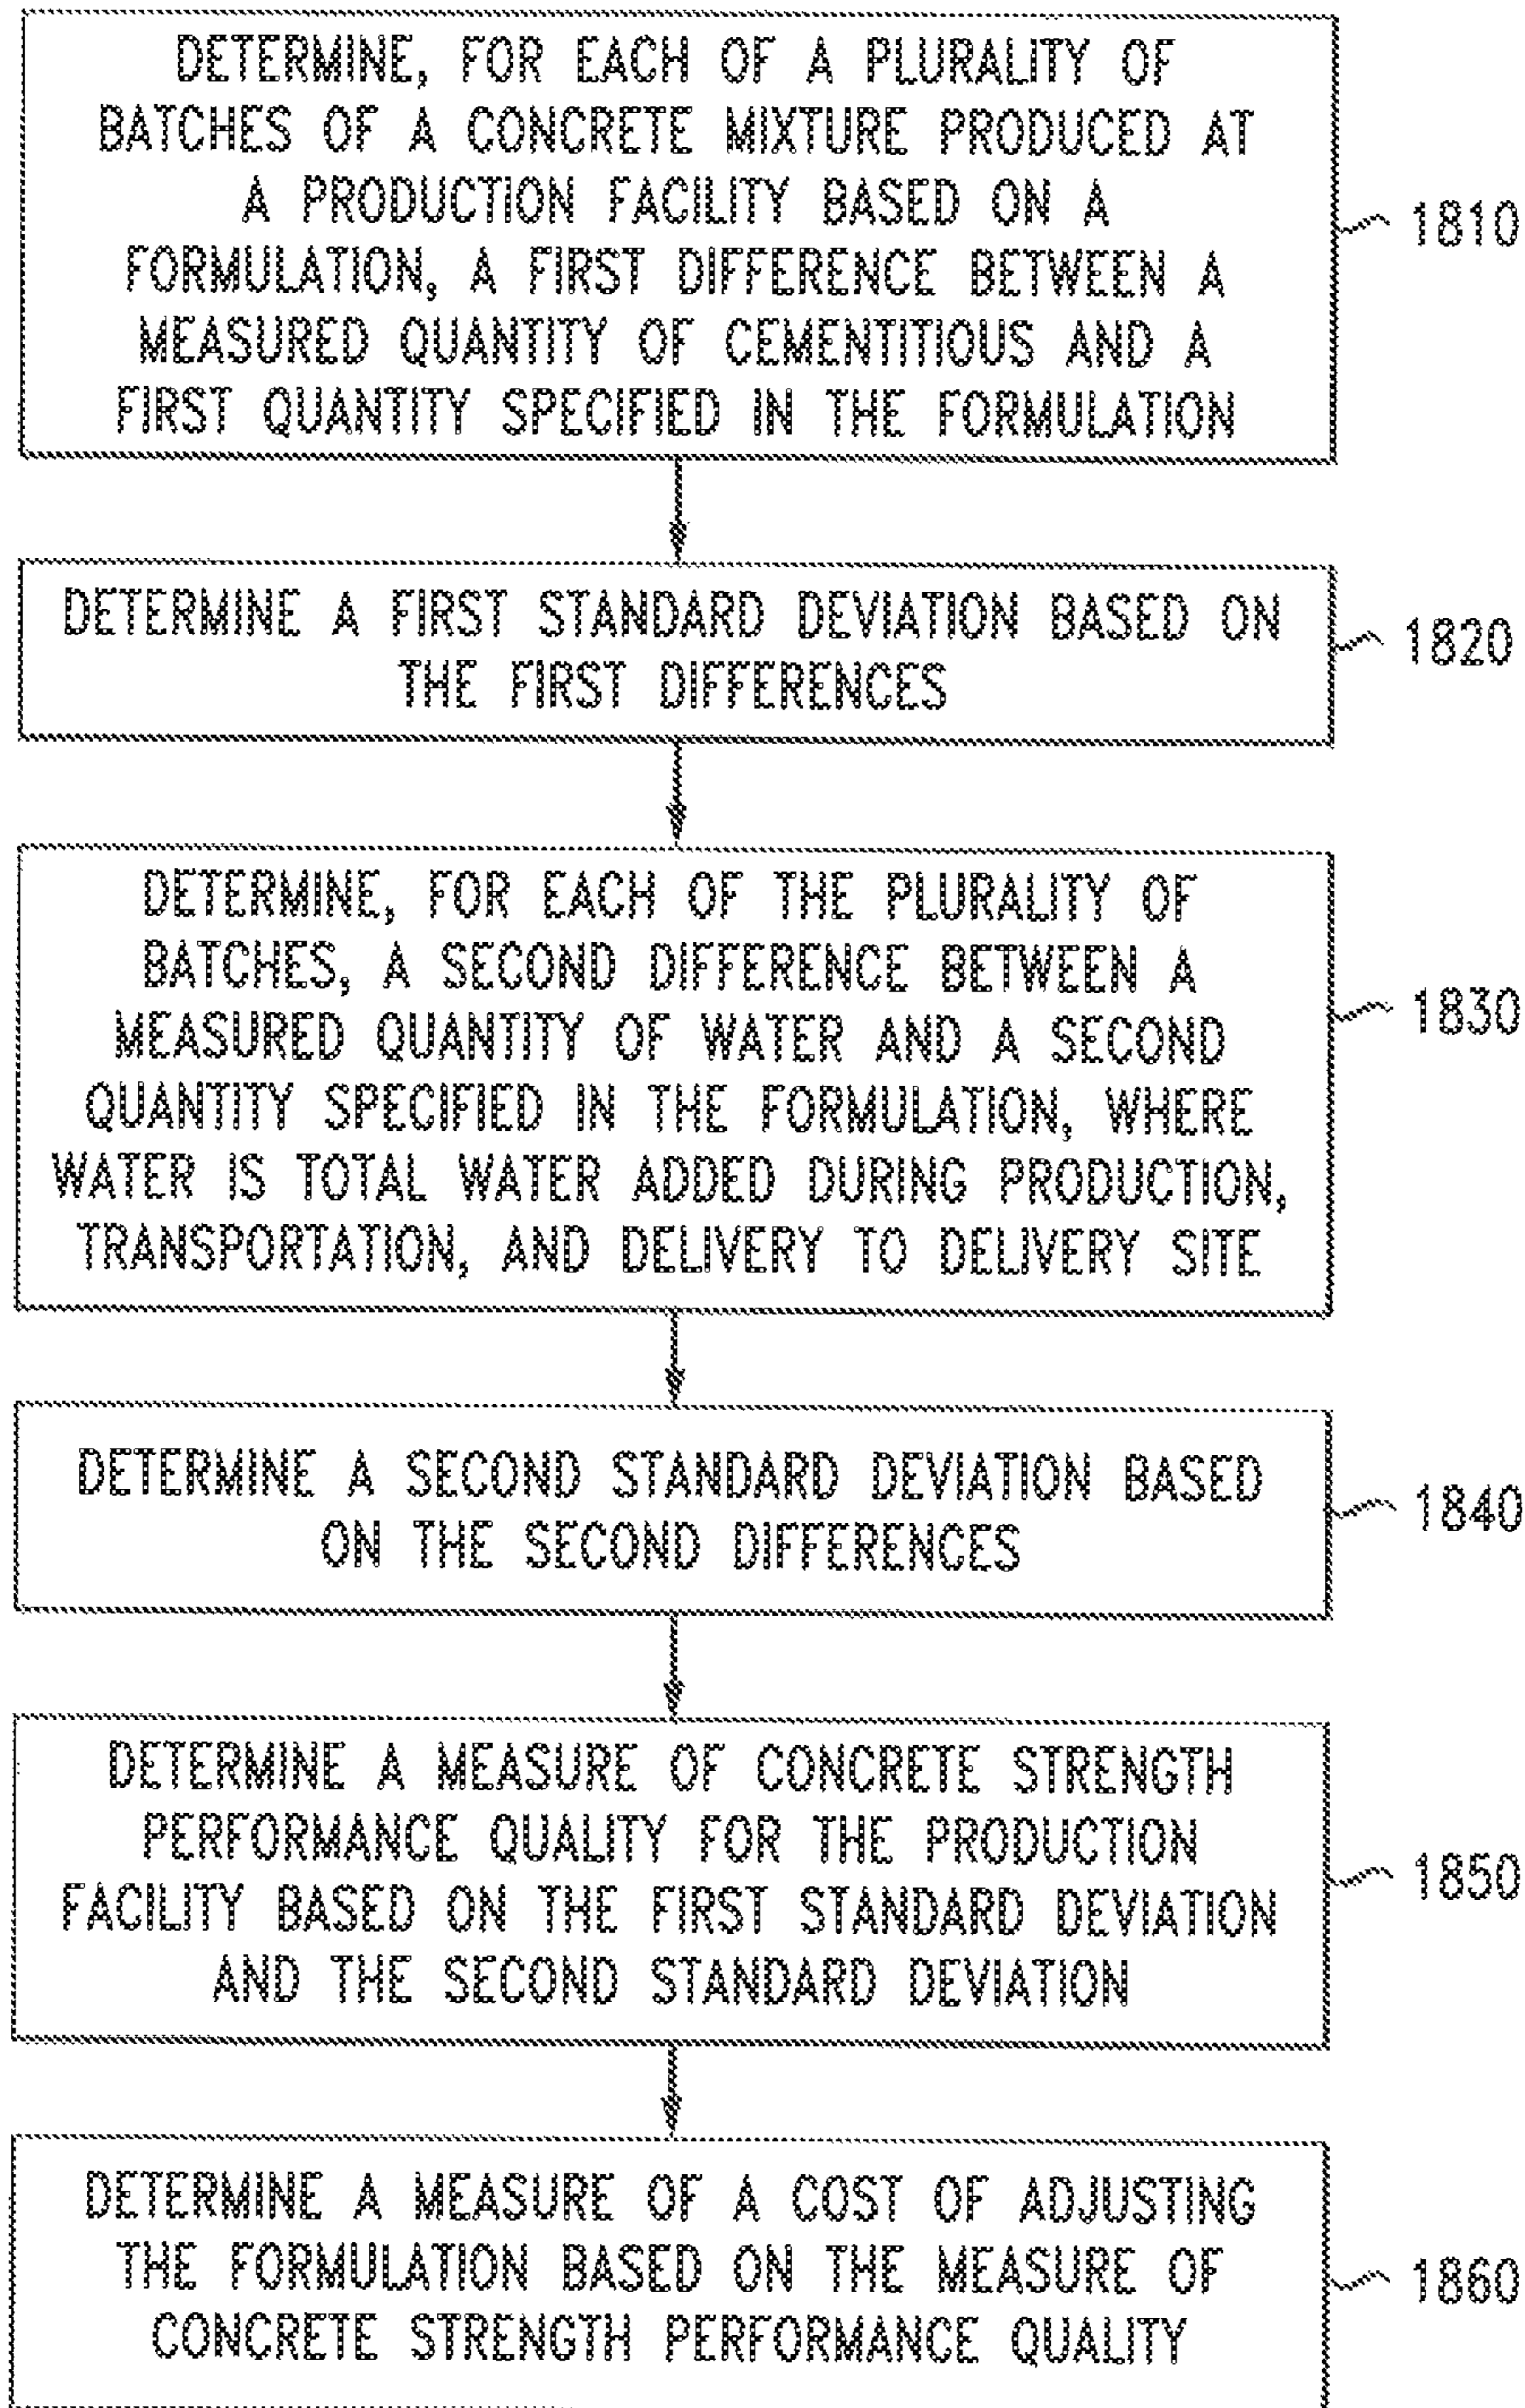 DETERMINE, FOR EACH OF A PLURALITY OF
BATCHES OF A CONCRETE MIXTURE PRODUCED AT
A PRODUCTION FACILITY BASED ON A
FORMULATION, A FIRST DIFFERENCE BETWEEN A
MEASURED QUANTITY OF CEMENTITIOUS AND A
FIRST QUANTITY SPECIFIED IN THE FORMULATION
1810
DETERMINE A FIRST STANDARD DEVIATION BASED ON
THE FIRST DIFFERENCES
1820
DETERMINE, FOR EACH OF THE PLURALITY OF
BATCHES, A SECOND DIFFERENCE BETWEEN A
MEASURED QUANTITY OF WATER AND A SECOND
QUANTITY SPECIFIED IN THE FORMULATION, WHERE
WATER IS TOTAL WATER ADDED DURING PRODUCTION,
TRANSPORTATION, AND DELIVERY TO DELIVERY SITE
1830
DETERMINE A SECOND STANDARD DEVIATION BASED
ON THE SECOND DIFFERENCES
1840
DETERMINE A MEASURE OF CONCRETE STRENGTH
PERFORMANCE QUALITY FOR THE PRODUCTION
FACILITY BASED ON THE FIRST STANDARD DEVIATION
AND THE SECOND STANDARD DEVIATION
1850
DETERMINE A MEASURE OF A COST OF ADJUSTING
THE FORMULATION BASED ON THE MEASURE OF
CONCRETE STRENGTH PERFORMANCE QUALITY
1860